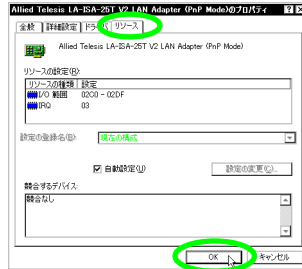 Allied Telesis LA-ISA-25T V2 LAN Adapter (PnP Mode)のプロパティ
全般 詳細設定 ドライバ リソース
Allied Telesis LA-ISA-25T V2 LAN Adapter (PnP Mode)
リソースの設定(R):
リソースの種類 設定
I/O 範囲 02C0 - 02DF
IRQ 03
設定の登録名(B): 現在の構成
自動設定(U) 設定の変更(C)...
競合するデバイス:
競合なし
OK キャンセル